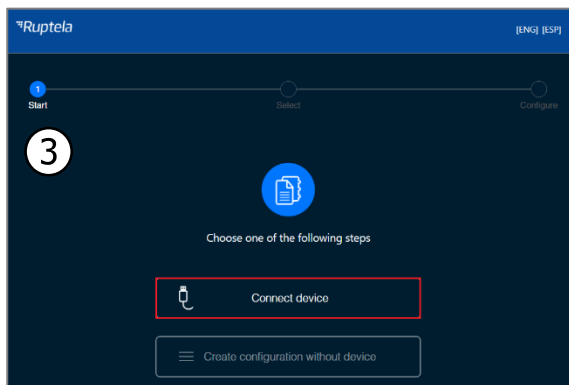 Ruptela
[ENG] [ESP]
1
Start
Select
Configure
3
Choose one of the following steps
Connect device
Create configuration without device